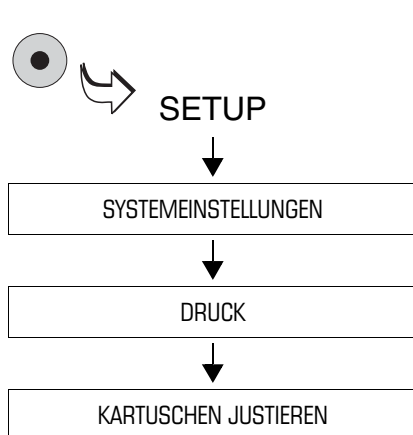 SETUP
SYSTEMEINSTELLUNGEN
DRUCK
KARTUSCHEN JUSTIEREN